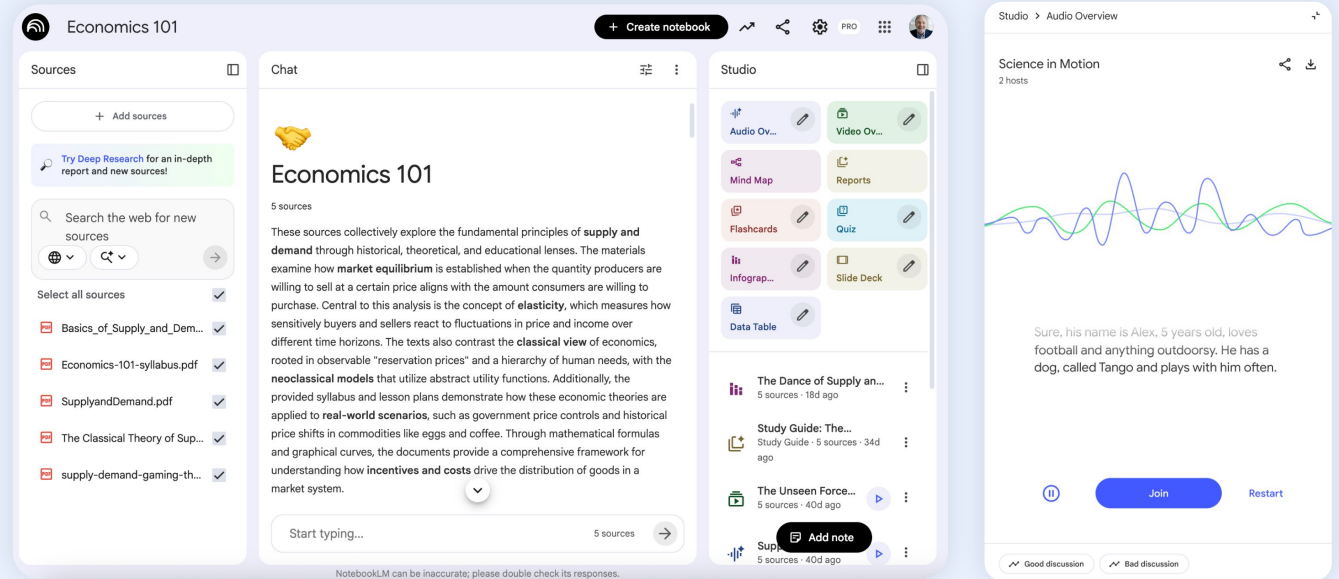 Economics 101
+ Create notebook
PRO
Sources
+ Add sources
Try Deep Research for an in-depth
report and new sources!
Search the web for new
sources
Select all sources
PDF Basics_of_Supply_and_Dem...
PDF Economics-101-syllabus.pdf
PDF SupplyandDemand.pdf
PDF The Classical Theory of Sup...
PDF supply-demand-gaming-th...
Chat
Economics 101
5 sources
These sources collectively explore the fundamental principles of supply and
demand through historical, theoretical, and educational lenses. The materials
examine how market equilibrium is established when the quantity producers are
willing to sell at a certain price aligns with the amount consumers are willing to
purchase. Central to this analysis is the concept of elasticity, which measures how
sensitively buyers and sellers react to fluctuations in price and income over
different time horizons. The texts also contrast the classical view of economics,
rooted in observable "reservation prices" and a hierarchy of human needs, with the
neoclassical models that utilize abstract utility functions. Additionally, the
provided syllabus and lesson plans demonstrate how these economic theories are
applied to real-world scenarios, such as government price controls and historical
price shifts in commodities like eggs and coffee. Through mathematical formulas
and graphical curves, the documents provide a comprehensive framework for
understanding how incentives and costs drive the distribution of goods in a
market system.
Start typing...
5 sources
NotebookLM can be inaccurate; please double check its responses.
Studio
Audio Ov...
Video Ov...
Mind Map
Reports
Flashcards
Quiz
Infograp...
Slide Deck
Data Table
The Dance of Supply an...
5 sources · 18d ago
Study Guide: The...
Study Guide · 5 sources · 34d
ago
The Unseen Force...
5 sources · 40d ago
Supp
5 sources · 40d ago
Add note
Studio > Audio Overview
Science in Motion
2 hosts
Sure, his name is Alex, 5 years old, loves
football and anything outdoorsy. He has a
dog, called Tango and plays with him often.
Join
Restart
Good discussion
Bad discussion